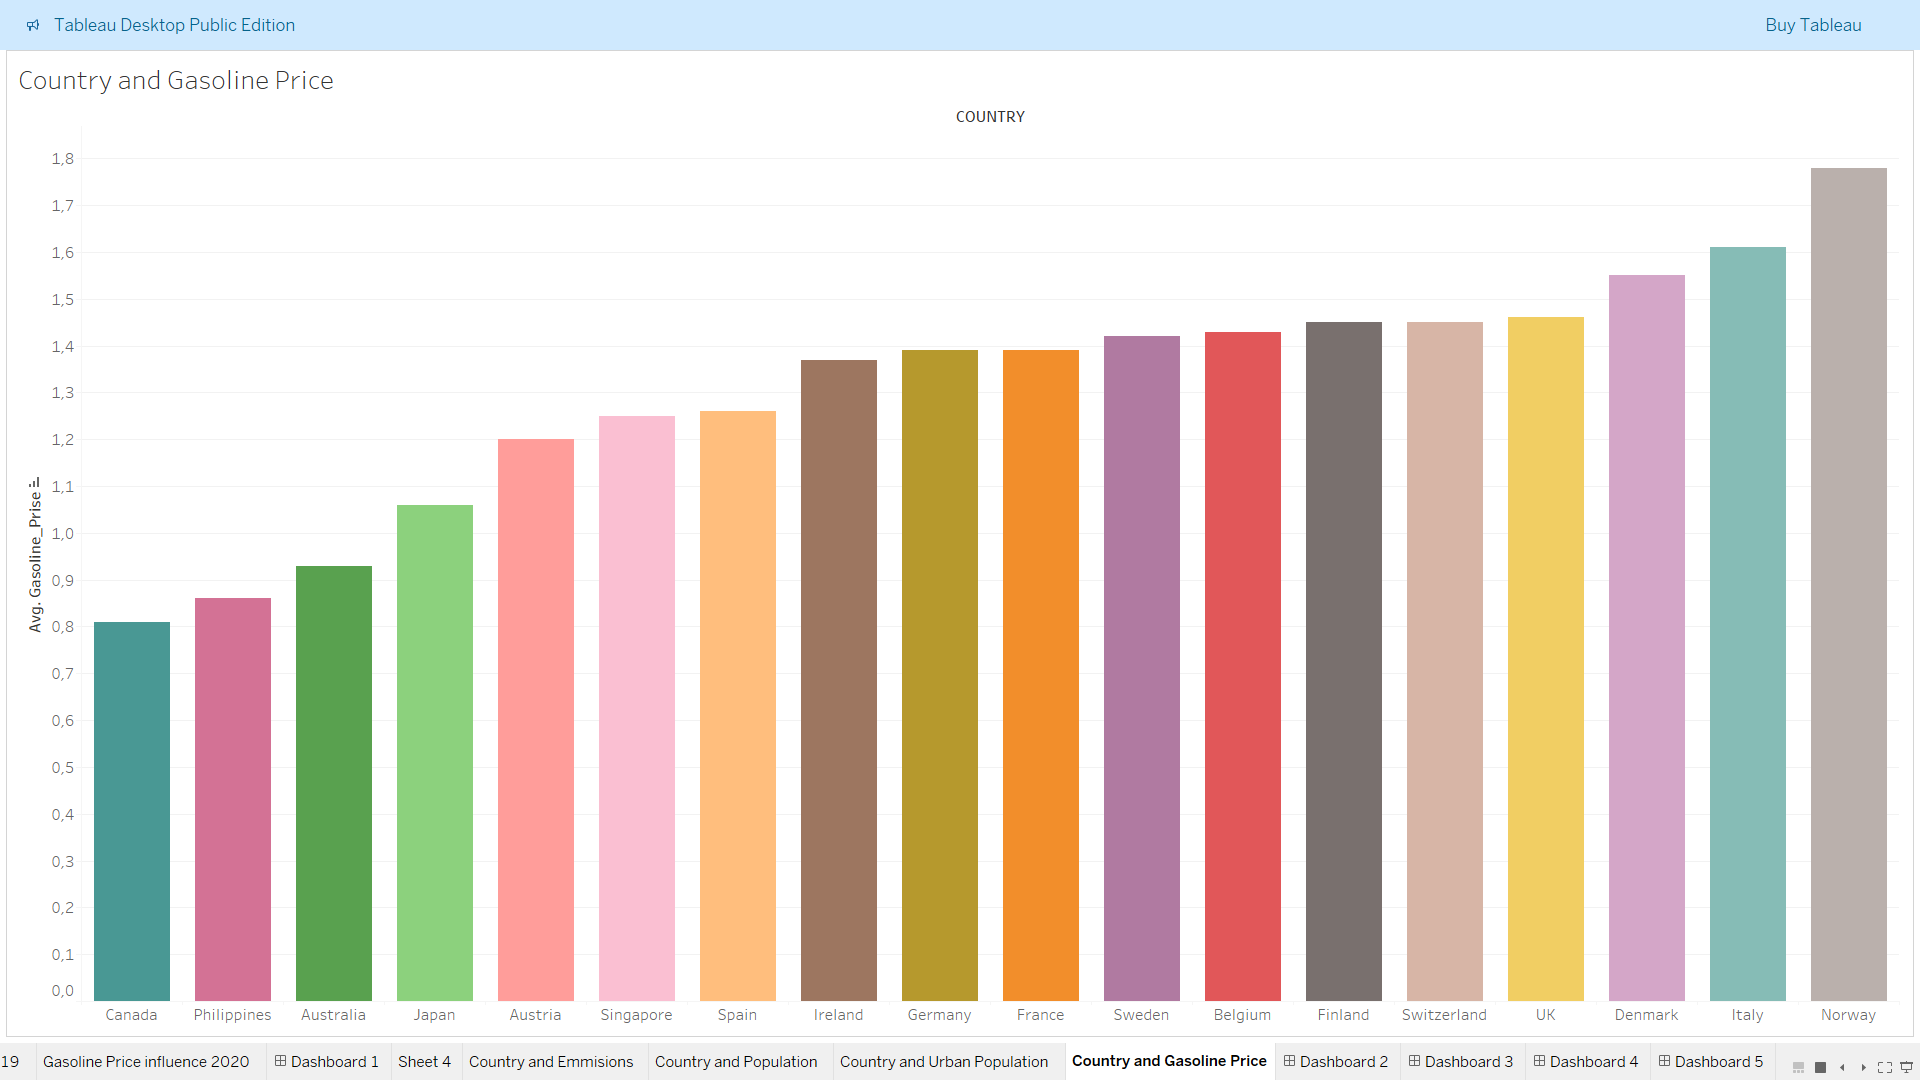 Tableau Desktop Public Edition
Buy Tableau
Country and Gasoline Price
COUNTRY
1,8
1,7
1,6
1,5
1,4
1,3
1,2
1,1
1,0
0,9
0,8
0,7
0,6
0,5
0,4
0,3
0,2
0,1
0,0
Avg. Gasoline_Prise
Canada Philippines Australia Japan Austria Singapore Spain Ireland Germany France Sweden Belgium Finland Switzerland UK Denmark Italy Norway
19 Gasoline Price influence 2020 Dashboard 1 Sheet 4 Country and Emmisions Country and Population Country and Urban Population Country and Gasoline Price Dashboard 2 Dashboard 3 Dashboard 4 Dashboard 5